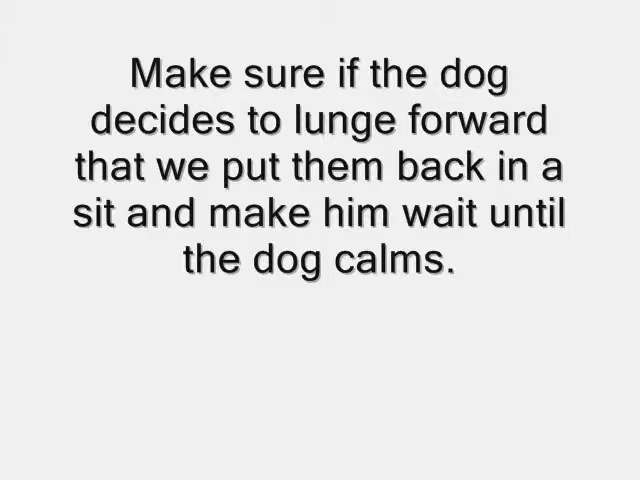 Make sure if the dog
decides to lunge forward
that we put them back in a
sit and make him wait until
the dog calms.